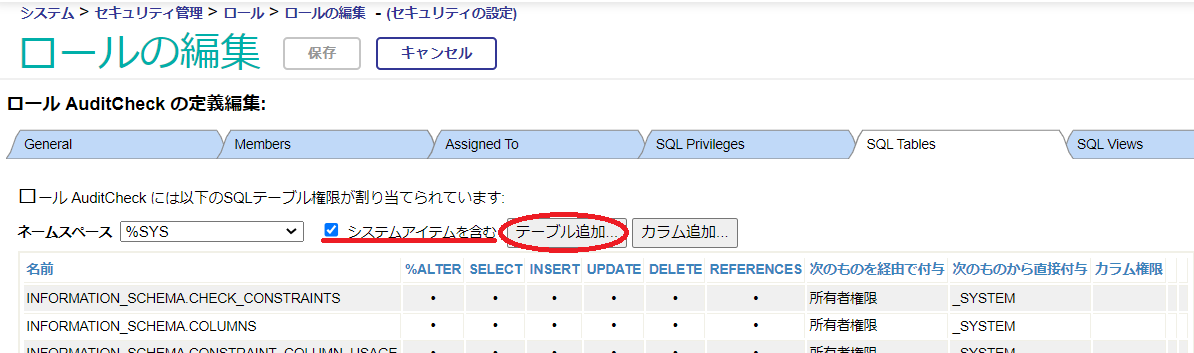 システム > セキュリティ管理 > ロール > ロールの編集 - (セキュリティの設定)
ロールの編集 保存 キャンセル
ロール AuditCheck の定義編集:
General Members Assigned To SQL Privileges SQL Tables SQL Views
ロール AuditCheck には以下のSQLテーブル権限が割り当てられています:
ネームスペース %SYS システムアイテムを含む テーブル追加... カラム追加...
名前 %ALTER SELECT INSERT UPDATE DELETE REFERENCES 次のものを経由で付与 次のものから直接付与 カラム権限
INFORMATION_SCHEMA.CHECK_CONSTRAINTS • • • • • • 所有者権限 _SYSTEM
INFORMATION_SCHEMA.COLUMNS • • • • • • 所有者権限 _SYSTEM
INFORMATION_SCHEMA.CONSTRAINT_COLUMN_USAGE • • • • • • 所有者権限 _SYSTEM